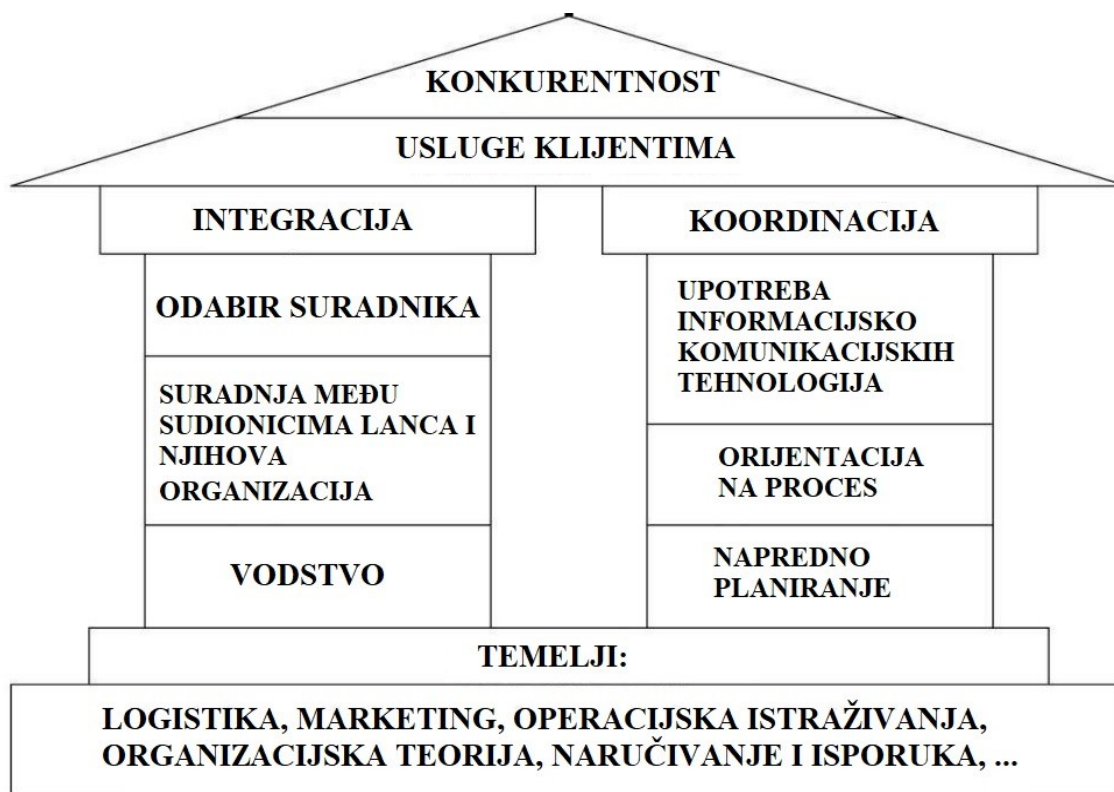 KONKURENTNOST
USLUGE KLIJENTIMA
INTEGRACIJA
ODABIR SURADNIKA
SURADNJA MEĐU
SUDIONICIMA LANCA I
NJIHOVA
ORGANIZACIJA
VODSTVO
KOORDINACIJA
UPOTREBA
INFORMACIJSKO
KOMUNIKACIJSKIH
TEHNOLOGIJA
ORIJENTACIJA
NA PROCES
NAPREDNO
PLANIRANJE
TEMELJI:
LOGISTIKA, MARKETING, OPERACIJSKA ISTRAŽIVANJA,
ORGANIZACIJSKA TEORIJA, NARUČIVANJE I ISPORUKA, ...